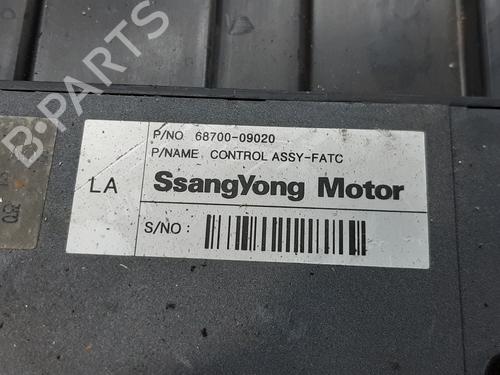 P/NO 68700-09020
P/NAME CONTROL ASSY-FATC
LA
SsangYong Motor
S/NO :
B-PARTS